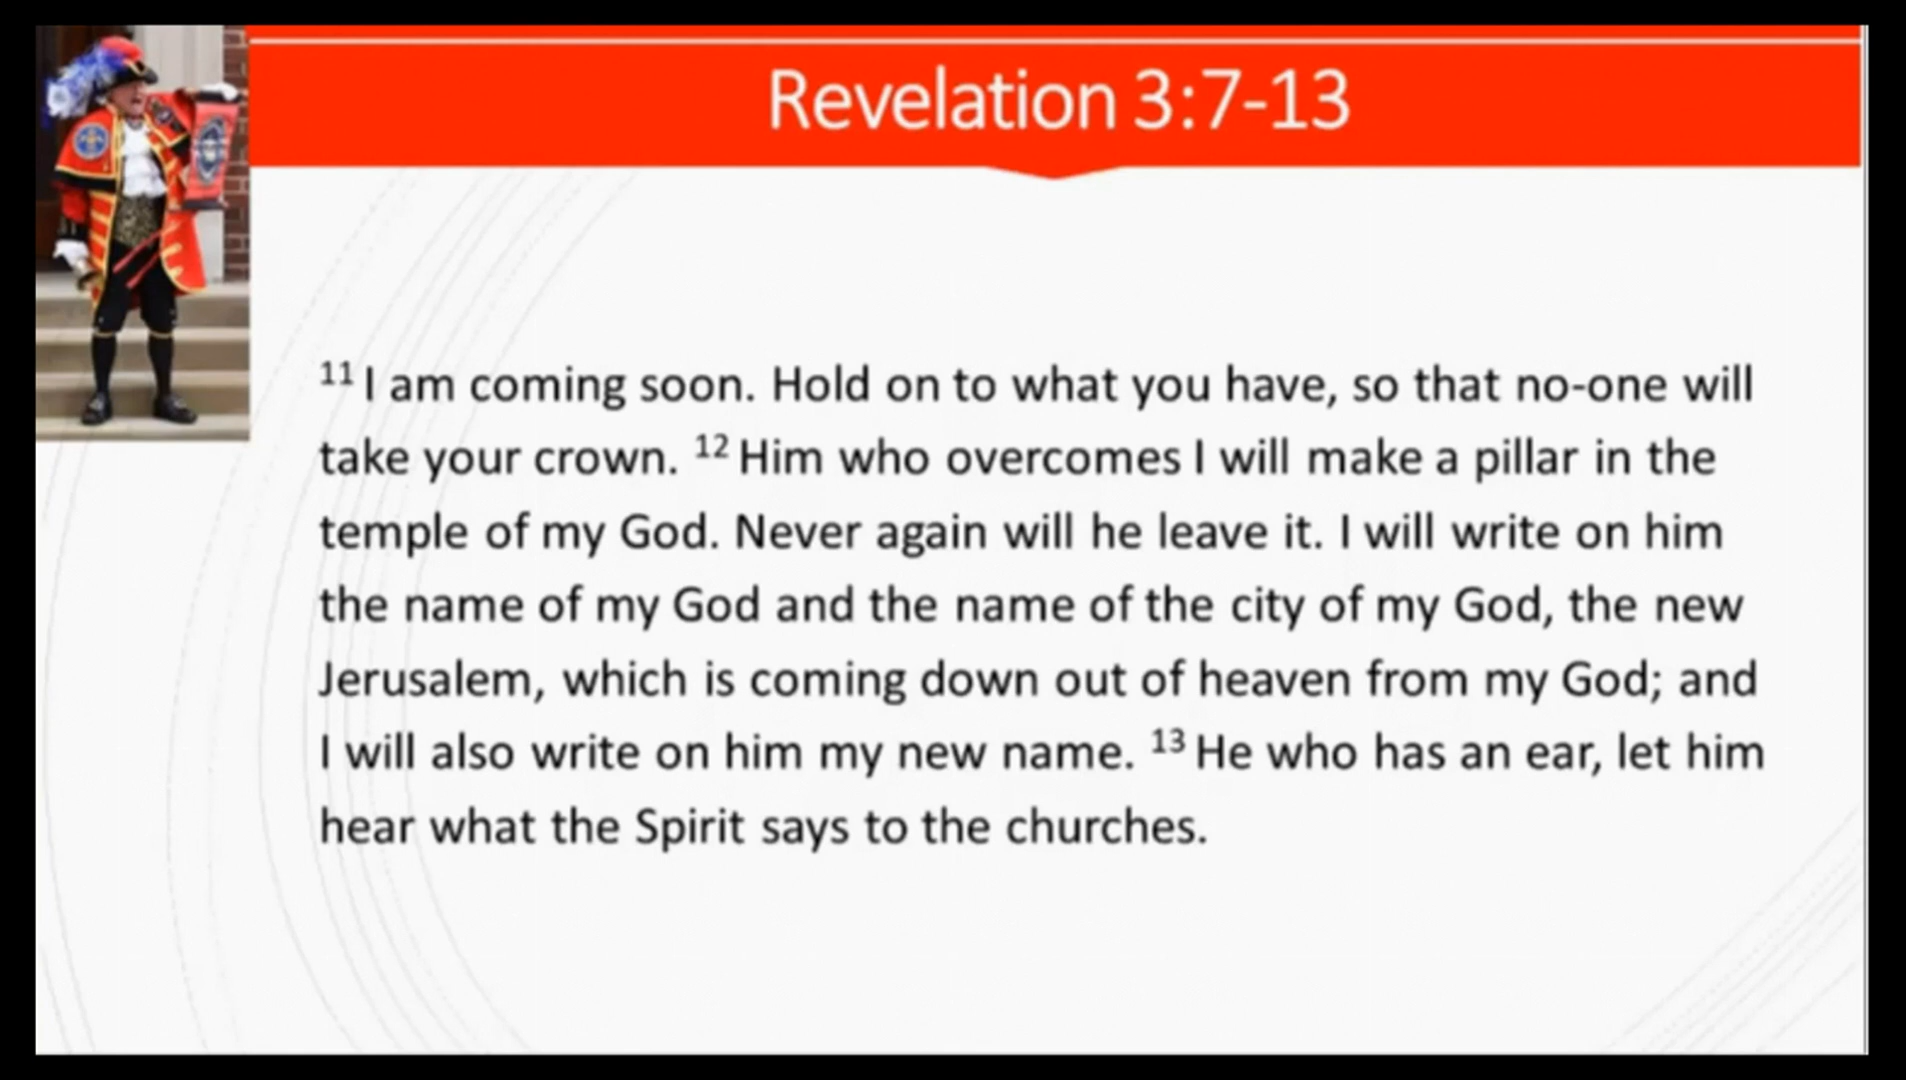 Revelation 3:7-13
11 I am coming soon. Hold on to what you have, so that no-one will
take your crown. 12 Him who overcomes I will make a pillar in the
temple of my God. Never again will he leave it. I will write on him
the name of my God and the name of the city of my God, the new
Jerusalem, which is coming down out of heaven from my God; and
I will also write on him my new name. 13 He who has an ear, let him
hear what the Spirit says to the churches.